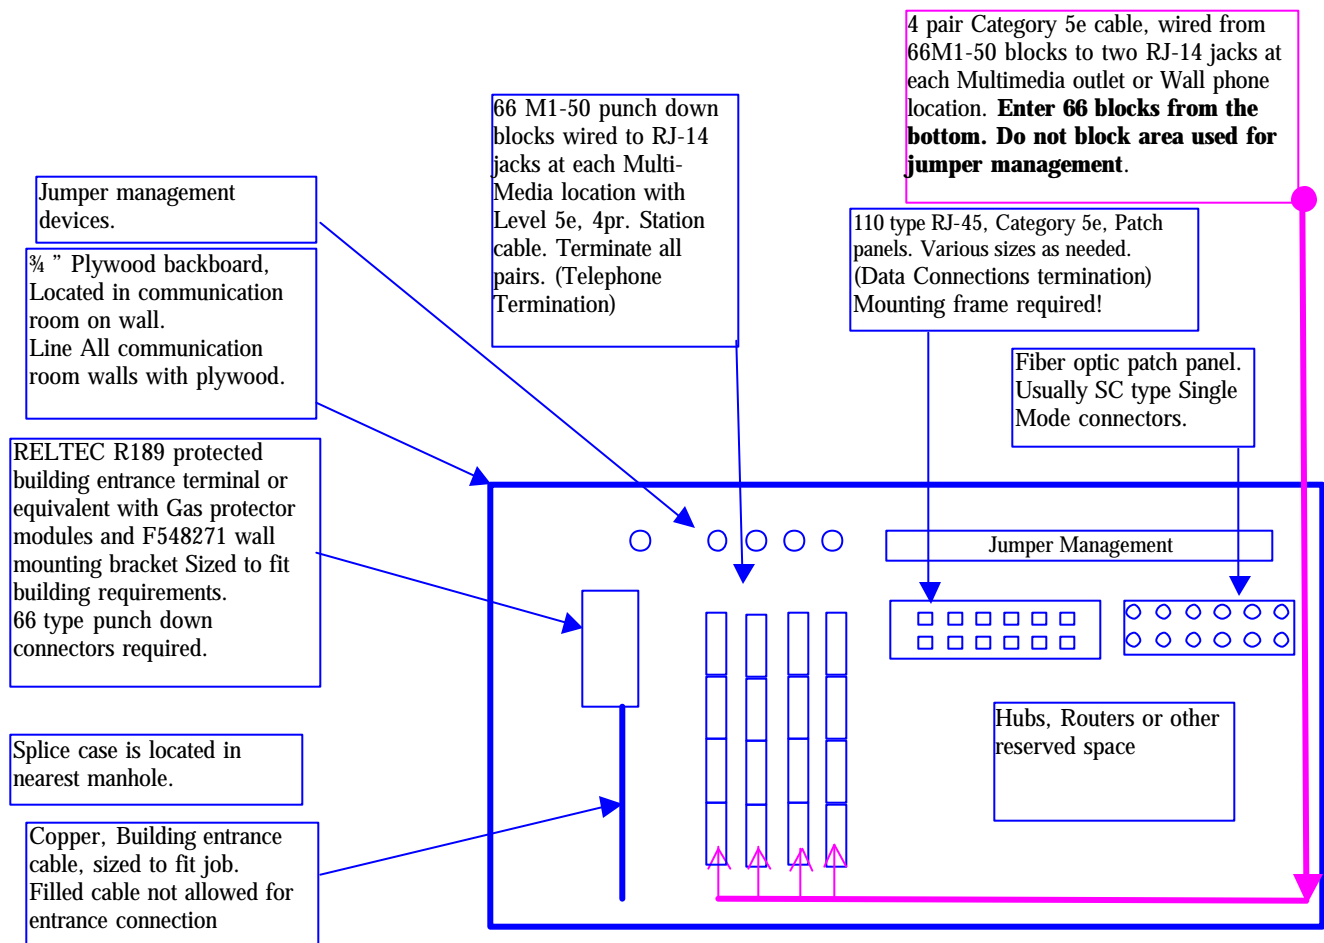 4 pair Category 5e cable, wired from
66M1-50 blocks to two RJ-14 jacks at
each Multimedia outlet or Wall phone
location. Enter 66 blocks from the
bottom. Do not block area used for
jumper management.
66 M1-50 punch down
blocks wired to RJ-14
jacks at each Multi-
Media location with
Level 5e, 4pr. Station
cable. Terminate all
pairs. (Telephone
Termination)
Jumper management
devices.
110 type RJ-45, Category 5e, Patch
panels. Various sizes as needed.
(Data Connections termination)
Mounting frame required!
¾ ” Plywood backboard,
Located in communication
room on wall.
Line All communication
room walls with plywood.
Fiber optic patch panel.
Usually SC type Single
Mode connectors.
RELTEC R189 protected
building entrance terminal or
equivalent with Gas protector
modules and F548271 wall
mounting bracket Sized to fit
building requirements.
66 type punch down
connectors required.
Jumper Management
Hubs, Routers or other
reserved space
Splice case is located in
nearest manhole.
Copper, Building entrance
cable, sized to fit job.
Filled cable not allowed for
entrance connection